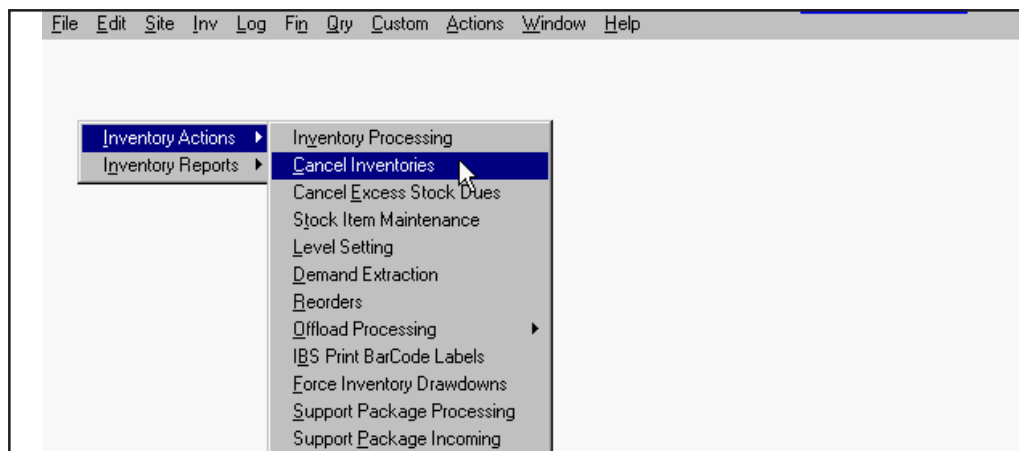 File Edit Site Inv Log Fin Qry Custom Actions Window Help
Inventory Actions
Inventory Reports
Inventory Processing
Cancel Inventories
Cancel Excess Stock Dues
Stock Item Maintenance
Level Setting
Demand Extraction
Reorders
Offload Processing
IBS Print BarCode Labels
Force Inventory Drawdowns
Support Package Processing
Support Package Incoming